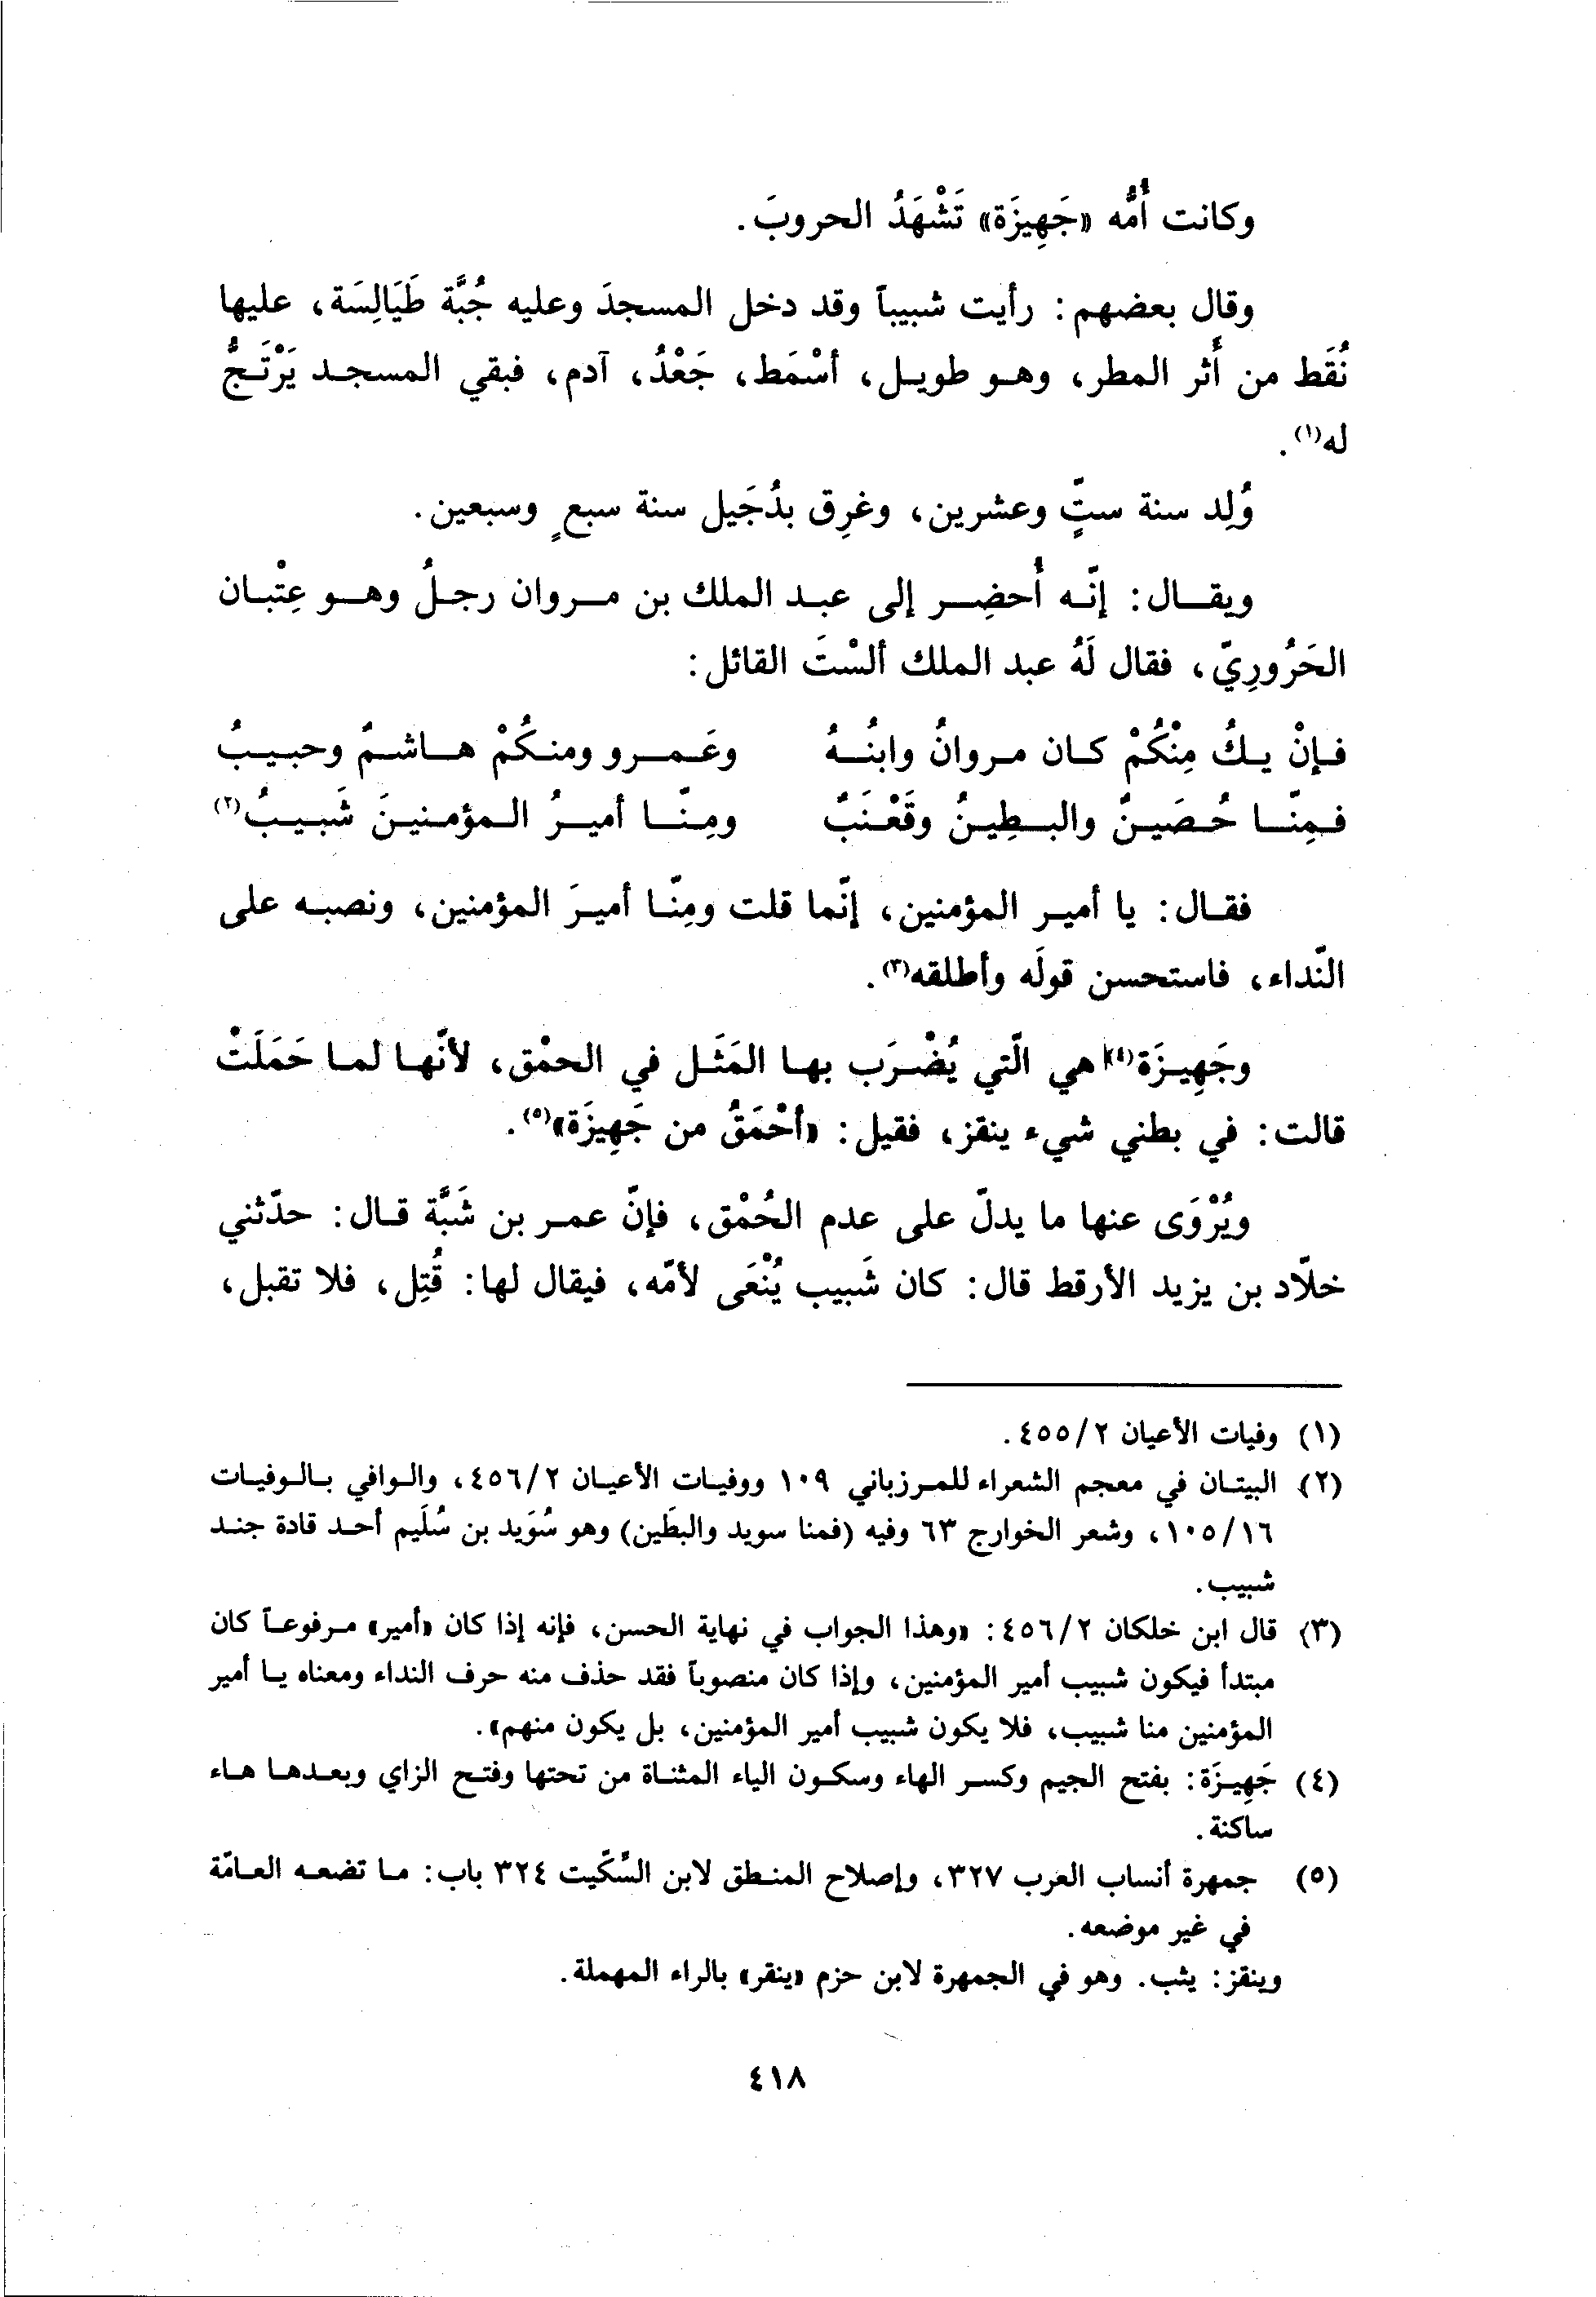 وكانت أُمُّه «جَهِيزَة» تَشْهَدُ الحروبَ.
وقال بعضهم: رأيت شبيباً وقد دخل المسجدَ وعليه جُبَّة طَيَالِسَة، عليها
نُقَط من أَثر المطر، وهو طويل، أشْمَط، جَعْدُ، آدم، فبقي المسجد يَرْتَجُّ
له(١).
وُلِد سنة ستٍّ وعشرين، وغرِق بدُجَيل سنة سبعٍ وسبعين.
ويقال: إنّه أُحضِر إلى عبد الملك بن مروان رجلُ وهو عِتْبان
الحَرُورِيّ، فقال لَهُ عبد الملك ألسْتَ القائل:
فإنْ يكُ مِنْكُمْ كان مروانُ وابنُهُ وعَمرو ومنكُمْ هاشمُ وحبيبُ
فمِنّا حُصَينٌ والبطِينُ وقَعْنَبٌ ومِنّا أميرُ المؤمنينَ شَبيبُ(٢)
فقال: يا أمير المؤمنين، إنّما قلت ومِنّا أميرَ المؤمنين، ونصبه على
النّداء، فاستحسن قولَه وأطلقه(٣).
وجَهِيزَة(٤) هي الّتي يُضْرَب بها المَثَل في الحمْق، لأنّها لما حَمَلَتْ
قالت: في بطني شيء ينقز، فقيل: «أحْمَقُ من جَهِيزَة»(٥).
ويُرْوَى عنها ما يدلّ على عدم الحُمْق، فإنّ عمر بن شَبَّة قال: حدّثني
خلّاد بن يزيد الأرقط قال: كان شَبيب يُنْعَى لأمّه، فيقال لها: قُتِل، فلا تقبل،
(١) وفيات الأعيان ٤٥٥/٢.
(٢) البيتان في معجم الشعراء للمرزباني ١٠٩ ووفيات الأعيان ٤٥٦/٢، والوافي بالوفيات
١٠٥/١٦، وشعر الخوارج ٦٣ وفيه (فمنا سويد والبطَين) وهو سُوَيد بن سُلَيم أحد قادة جند
شبيب.
(٣) قال ابن خلكان ٤٥٦/٢: «وهذا الجواب في نهاية الحسن، فإنه إذا كان «أمير» مرفوعاً كان
مبتدأ فيكون شبيب أمير المؤمنين، وإذا كان منصوباً فقد حذف منه حرف النداء ومعناه يا أمير
المؤمنين منا شبيب، فلا يكون شبيب أمير المؤمنين، بل يكون منهم».
(٤) جَهِيزَة: بفتح الجيم وكسر الهاء وسكون الياء المثناة من تحتها وفتح الزاي وبعدها هاء
ساكنة.
(٥) جمهرة أنساب العرب ٣٢٧، وإصلاح المنطق لابن السّكّيت ٣٢٤ باب: ما تضعه العامّة
في غير موضعه.
وينقز: يثب. وهو في الجمهرة لابن حزم «ينقر» بالراء المهملة.
٤١٨